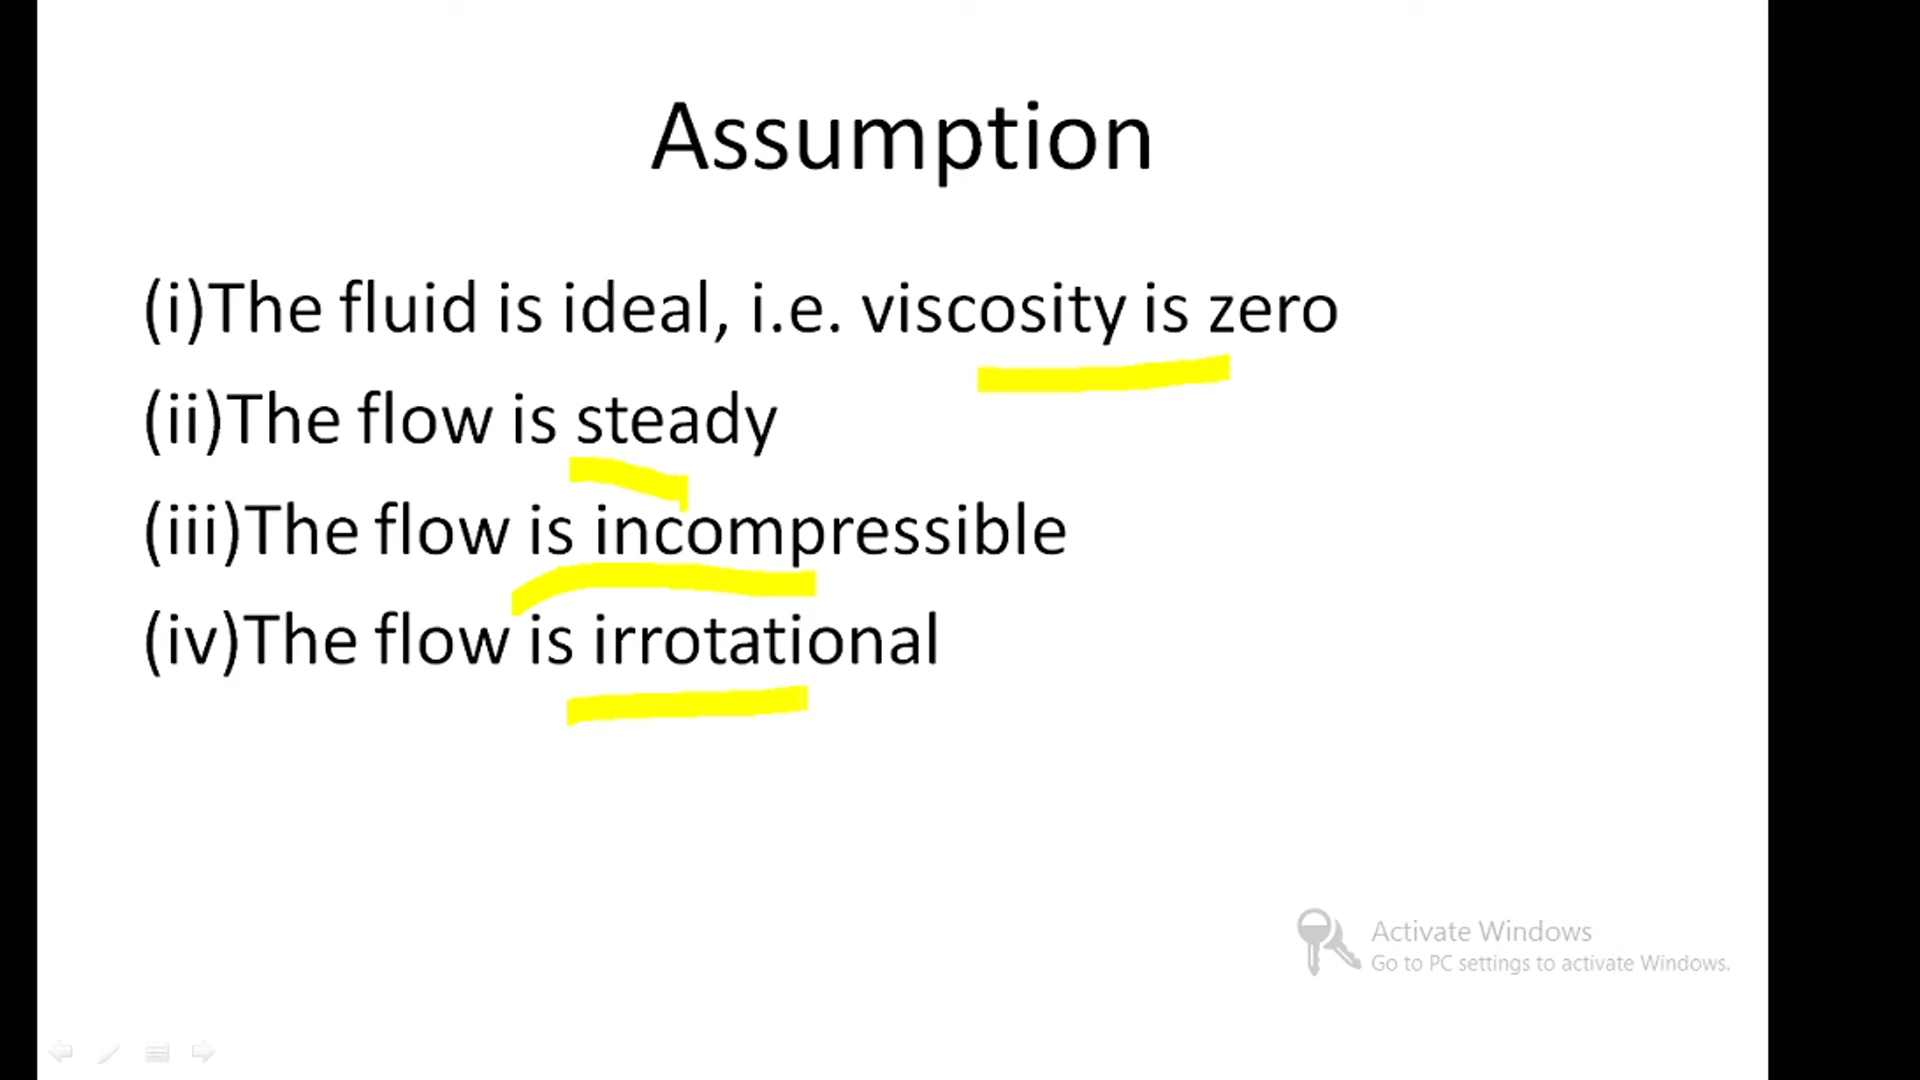 Assumption
(i)The fluid is ideal, i.e. viscosity is zero
(ii)The flow is steady
(iii)The flow is incompressible
(iv)The flow is irrotational
Activate Windows
Go to PC settings to activate Windows.